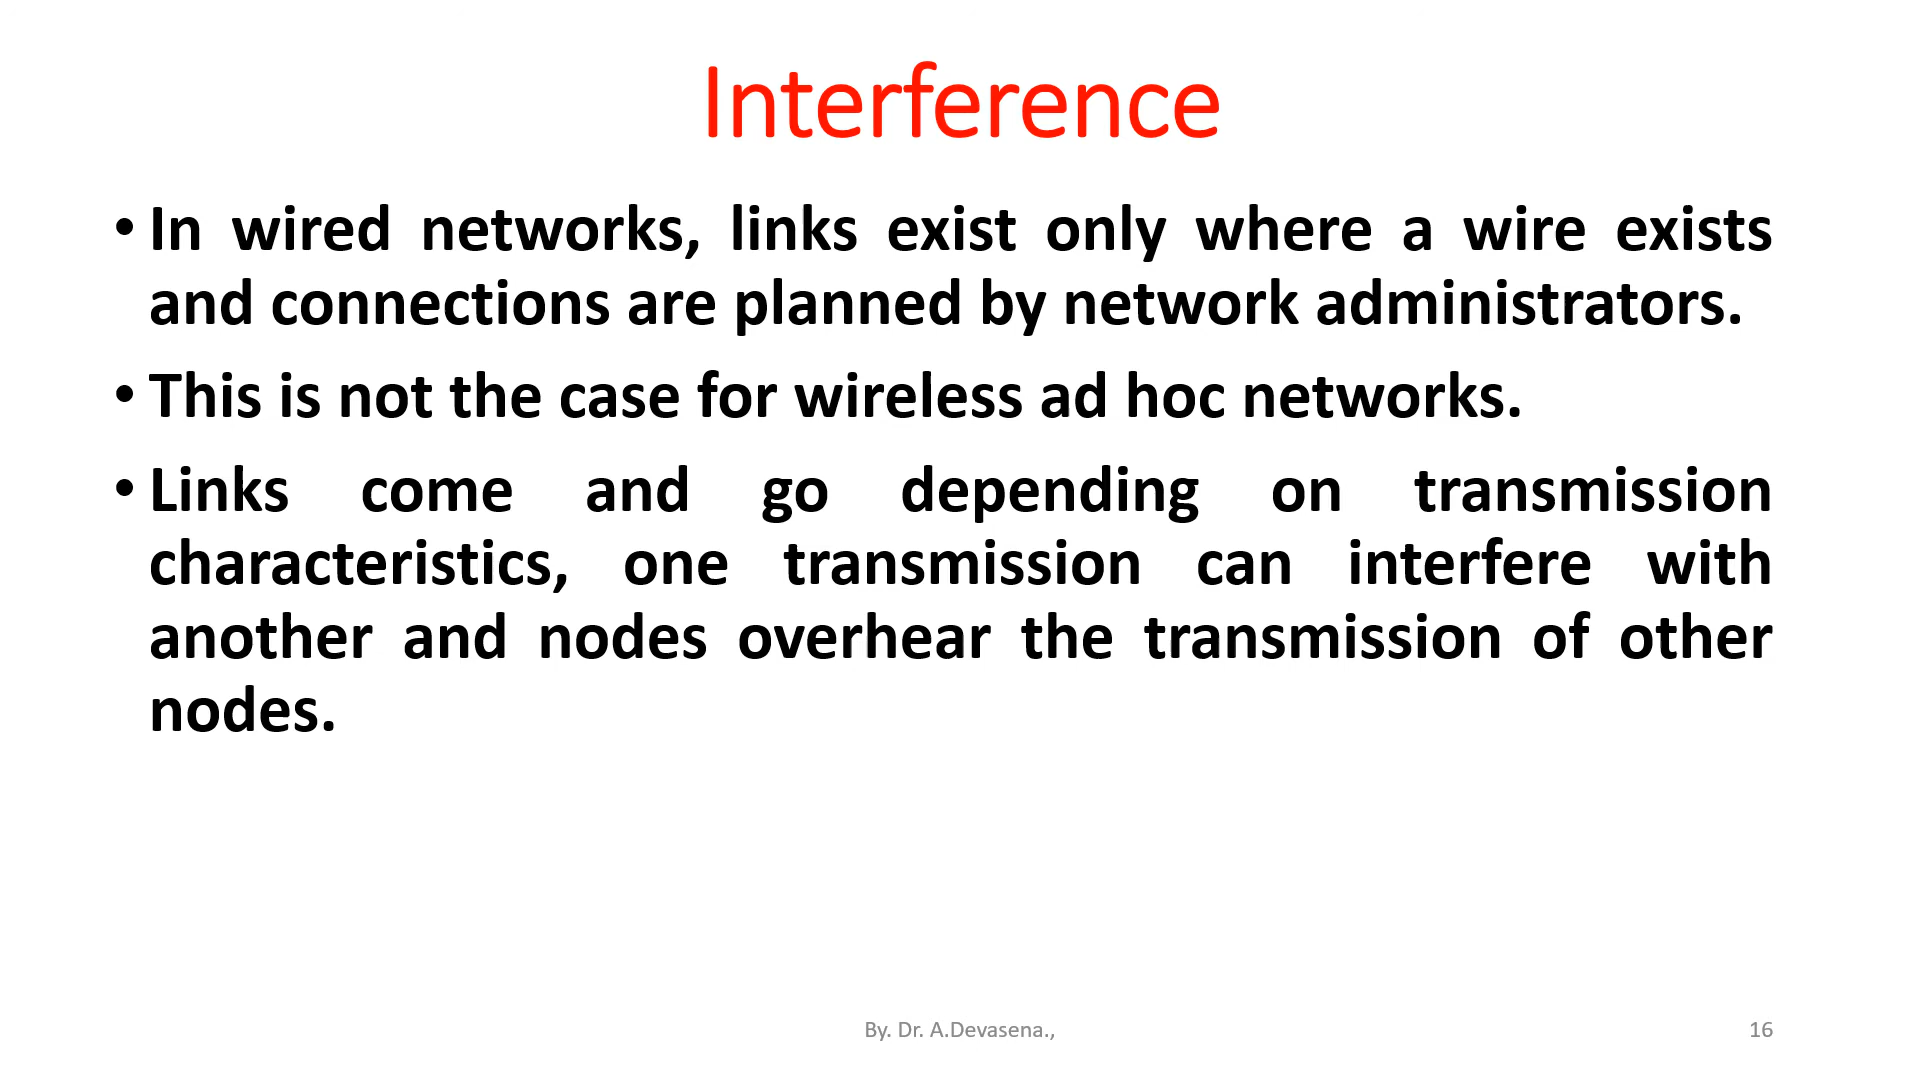 Interference
• In wired networks, links exist only where a wire exists
and connections are planned by network administrators.
• This is not the case for wireless ad hoc networks.
• Links come and go depending on transmission
characteristics, one transmission can interfere with
another and nodes overhear the transmission of other
nodes.
By. Dr. A.Devasena.,
16